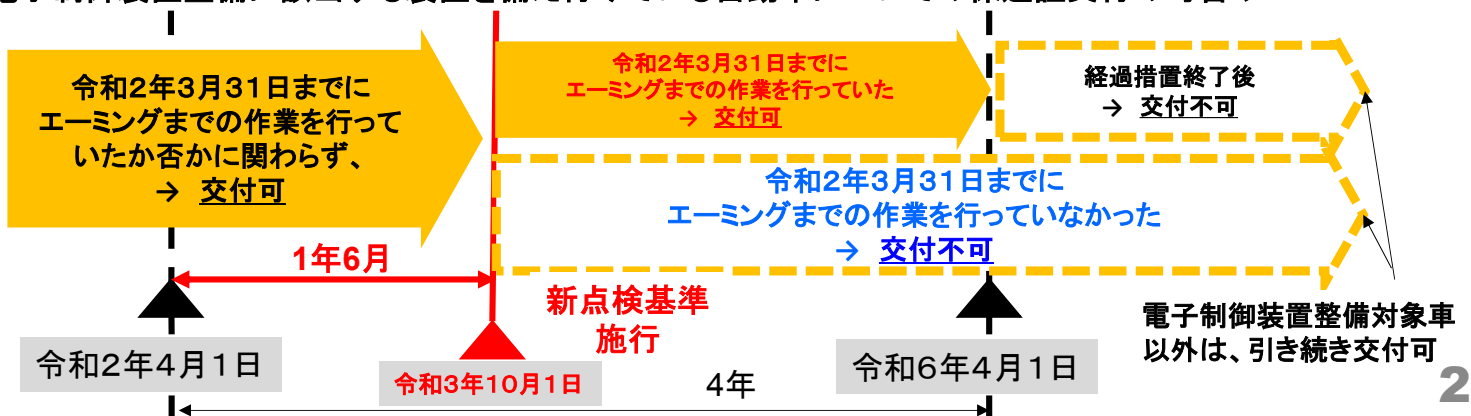 令和2年3月31日までに
エーミングまでの作業を行って
いたか否かに関わらず、
→ 交付可
令和2年3月31日までに
エーミングまでの作業を行っていた
→ 交付可
経過措置終了後
→ 交付不可
令和2年3月31日までに
エーミングまでの作業を行っていなかった
→ 交付不可
1年6月
新点検基準
施行
電子制御装置整備対象車
以外は、引き続き交付可
令和2年4月1日
令和3年10月1日
4年
令和6年4月1日
2